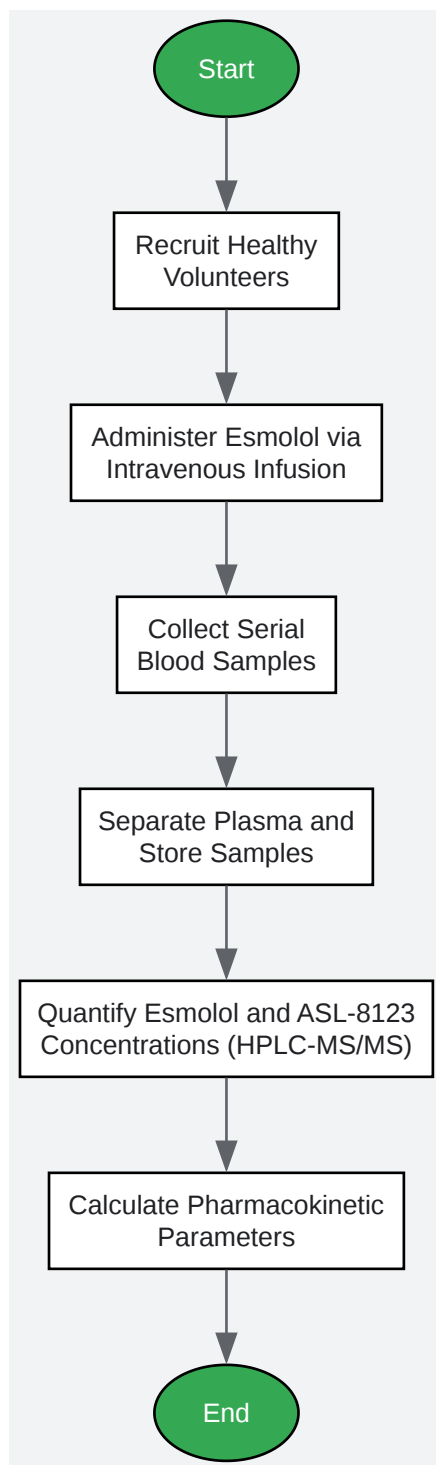 Start
Recruit Healthy
Volunteers
Administer Esmolol via
Intravenous Infusion
Collect Serial
Blood Samples
Separate Plasma and
Store Samples
Quantify Esmolol and ASL-8123
Concentrations (HPLC-MS/MS)
Calculate Pharmacokinetic
Parameters
End